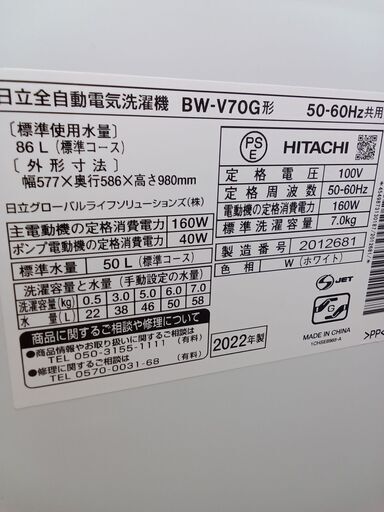 日立全自動電気洗濯機 BW-V70G形 50-60Hz共用
〔標準使用水量〕
86 L (標準コース)
〔外形寸法〕
幅577×奥行586×高さ980mm
日立グローバルライフソリューションズ(株)
主電動機の定格消費電力 160W
ポンプ電動機の定格消費電力 40W
標準水量 50 L (標準コース)
洗濯容量と水量 (手動設定の水量)
洗濯容量(kg) 0.5 3.0 5.0 6.0 7.0
水量(L) 22 38 46 50 58
商品に関するご相談や修理について
●商品情報やお取り扱いに関するご相談
TEL 050-3155-1111 (有料)
●修理に関するご相談
TEL 0570-0031-68 (有料)
PS
E
HITACHI
定格電圧 100V
定格周波数 50-60Hz
電動機の定格消費電力 160W
標準洗濯容量 7.0kg
製造番号 2012681
色相 W (ホワイト)
2022年製
S JET
MADE IN CHINA
>PP<